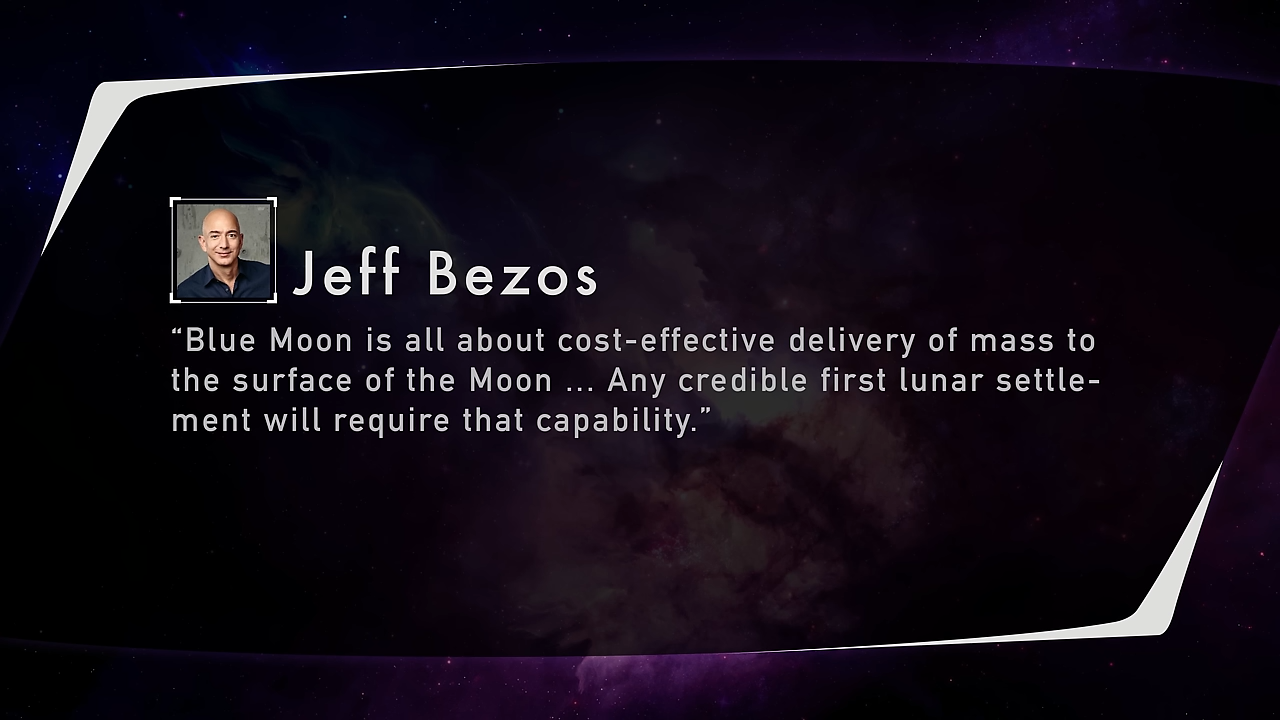 Jeff Bezos
“Blue Moon is all about cost-effective delivery of mass to
the surface of the Moon ... Any credible first lunar settle-
ment will require that capability.”